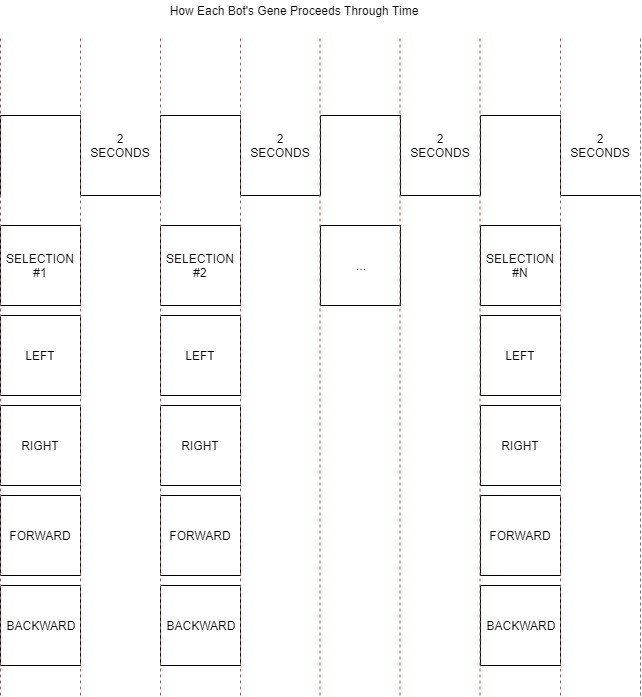 How Each Bot's Gene Proceeds Through Time
2
SECONDS
2
SECONDS
2
SECONDS
2
SECONDS
SELECTION
#1
SELECTION
#2
...
SELECTION
#N
LEFT
LEFT
LEFT
RIGHT
RIGHT
RIGHT
FORWARD
FORWARD
FORWARD
BACKWARD
BACKWARD
BACKWARD